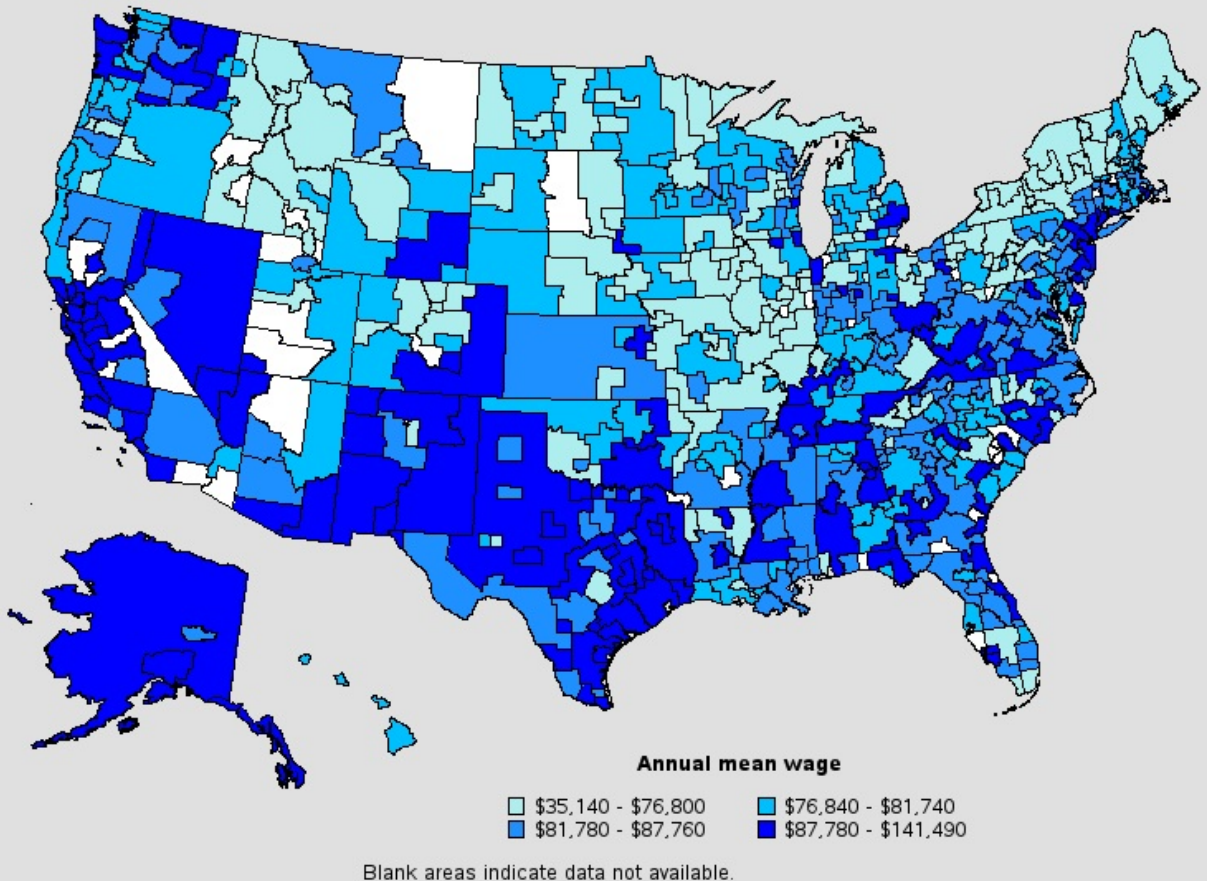 Annual mean wage
$35,140 - $76,800 $76,840 - $81,740
$81,780 - $87,760 $87,780 - $141,490
Blank areas indicate data not available.